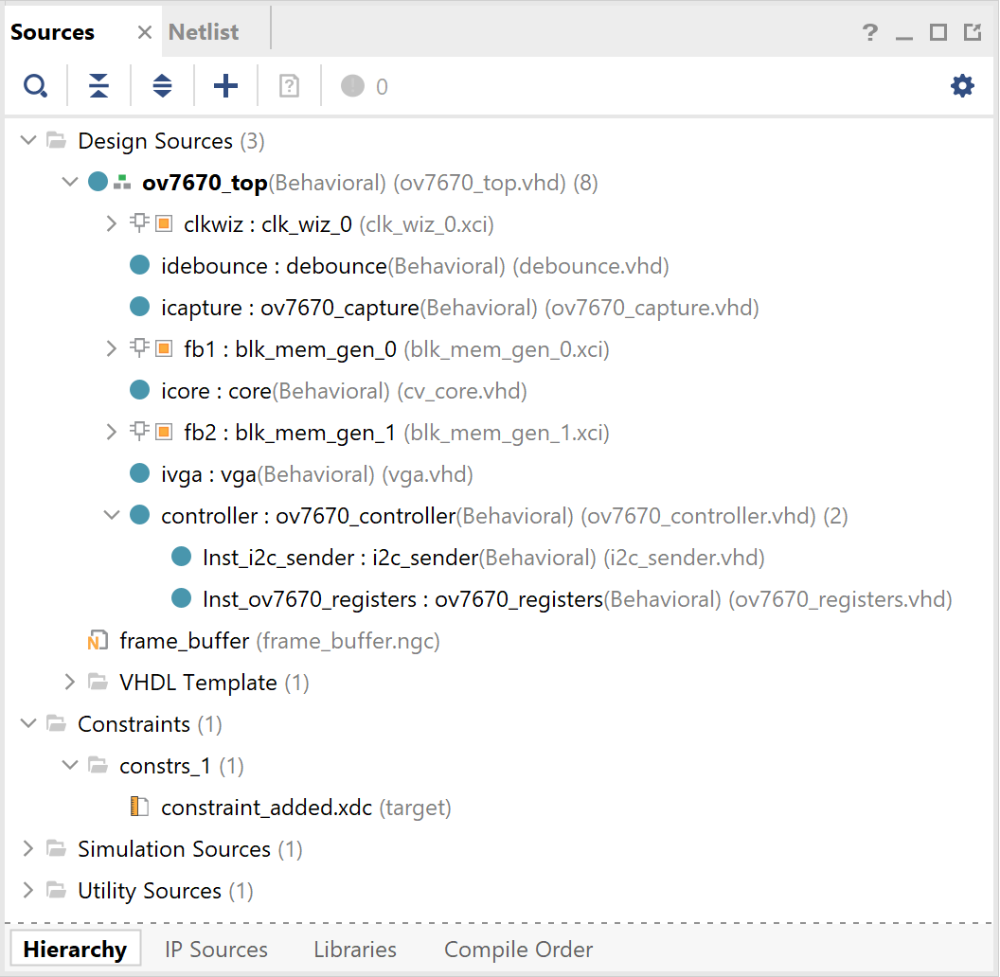 Sources Netlist
0
Design Sources (3)
ov7670_top(Behavioral) (ov7670_top.vhd) (8)
clkwiz : clk_wiz_0 (clk_wiz_0.xci)
idebounce : debounce(Behavioral) (debounce.vhd)
icapture : ov7670_capture(Behavioral) (ov7670_capture.vhd)
fb1 : blk_mem_gen_0 (blk_mem_gen_0.xci)
icore : core(Behavioral) (cv_core.vhd)
fb2 : blk_mem_gen_1 (blk_mem_gen_1.xci)
ivga : vga(Behavioral) (vga.vhd)
controller : ov7670_controller(Behavioral) (ov7670_controller.vhd) (2)
Inst_i2c_sender : i2c_sender(Behavioral) (i2c_sender.vhd)
Inst_ov7670_registers : ov7670_registers(Behavioral) (ov7670_registers.vhd)
frame_buffer (frame_buffer.ngc)
VHDL Template (1)
Constraints (1)
constrs_1 (1)
constraint_added.xdc (target)
Simulation Sources (1)
Utility Sources (1)
Hierarchy IP Sources Libraries Compile Order